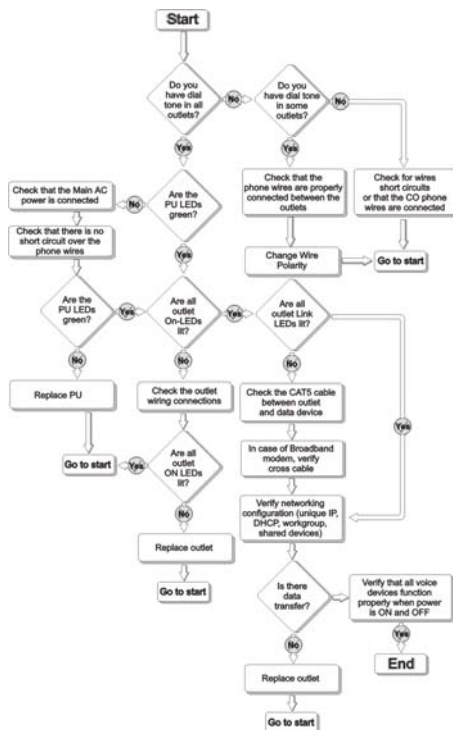 Start
Do you
have dial
tone in all
outlets?
No
Do you
have dial tone
in some
outlets?
No
Yes
Yes
Check that the Main AC
power is connected
No
Are the
PU LEDs
green?
Check that the
phone wires are properly
connected between the
outlets
Check for wires
short circuits
or that the CO phone
wires are connected
Check that there is no
short circuit over the
phone wires
Yes
Change Wire
Polarity
Go to start
Are the
PU LEDs
green?
Yes
Are all
outlet
On-LEDs
lit?
Yes
Are all
outlet Link
LEDs lit?
No
No
No
Replace PU
Check the outlet
wiring connections
Check the CAT5 cable
between outlet
and data device
Yes
Go to start
Yes
Are all
outlet
ON LEDs
lit?
In case of Broadband
modem, verify
cross cable
No
Verify networking
configuration (unique IP,
DHCP, workgroup,
shared devices)
Replace outlet
Go to start
Is there
data
transfer?
Verify that all voice
devices function
properly when power
is ON and OFF
No
Yes
Replace outlet
End
Go to start